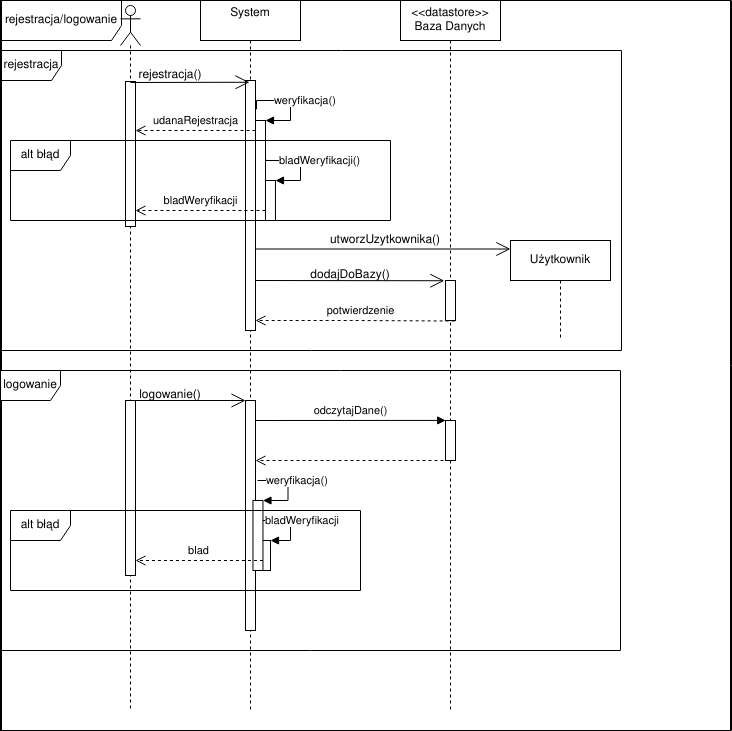 rejestracja/logowanie
System
<<datastore>>
Baza Danych
rejestracja
rejestracja()
weryfikacja()
udanaRejestracja
alt błąd
bladWeryfikacji()
bladWeryfikacji
utworzUzytkownika()
Użytkownik
dodajDoBazy()
potwierdzenie
logowanie
logowanie()
odczytajDane()
weryfikacja()
alt błąd
bladWeryfikacji
blad